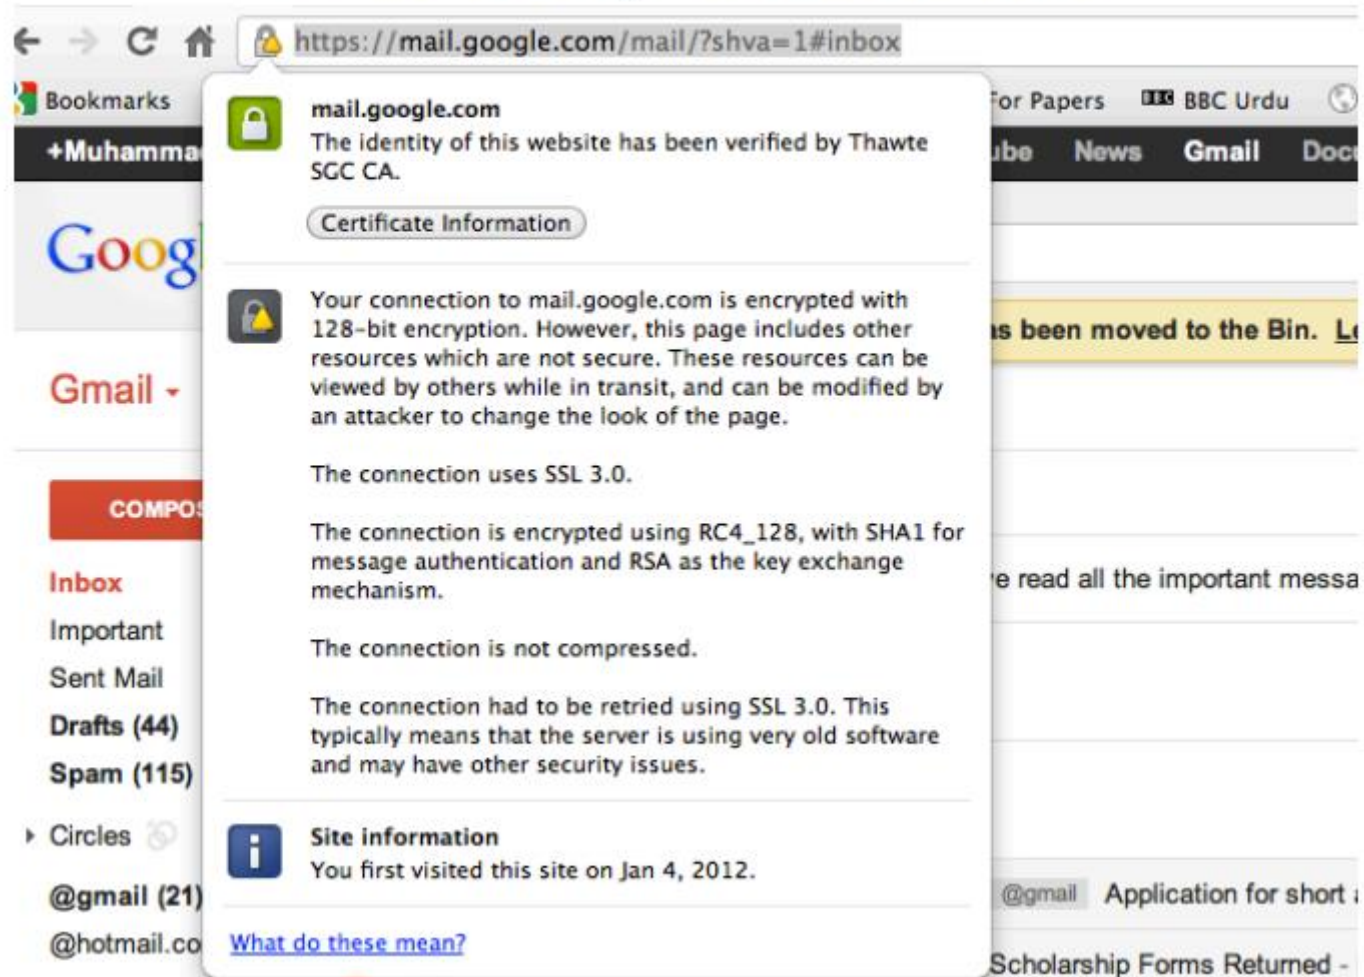 https://mail.google.com/mail/?shva=1#inbox
Bookmarks
For Papers
BBC
BBC Urdu
+Muhamma
News
Gmail
mail.google.com
The identity of this website has been verified by Thawte
SGC CA.
Certificate Information
Goog
Your connection to mail.google.com is encrypted with
128-bit encryption. However, this page includes other
resources which are not secure. These resources can be
viewed by others while in transit, and can be modified by
an attacker to change the look of the page.
been moved to the Bin.
Gmail
The connection uses SSL 3.0.
COMPOS
The connection is encrypted using RC4_128, with SHA1 for
message authentication and RSA as the key exchange
mechanism.
read all the important messa
Inbox
Important
The connection is not compressed.
Sent Mail
The connection had to be retried using SSL 3.0. This
typically means that the server is using very old software
and may have other security issues.
Drafts (44)
Spam (115)
Circles
Site information
You first visited this site on Jan 4, 2012.
@gmail (21)
@gmail Application for short
@hotmail.co
What do these mean?
Scholarship Forms Returned -